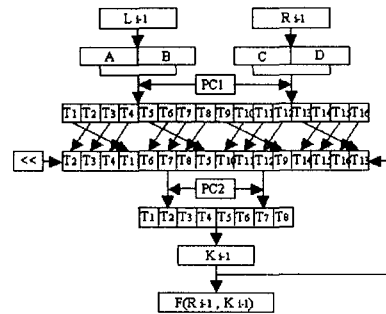 L i-1 R i-1
A B C D
PC1
T1 T2 T3 T4 T5 T6 T7 T8 T9 T10 T11 T12 T13 T14 T15 T16
<< T2 T3 T4 T1 T6 T7 T8 T5 T10 T11 T12 T9 T14 T15 T16 T13
PC2
T1 T2 T3 T4 T5 T6 T7 T8
K i-1
F(R i-1 , K i-1)